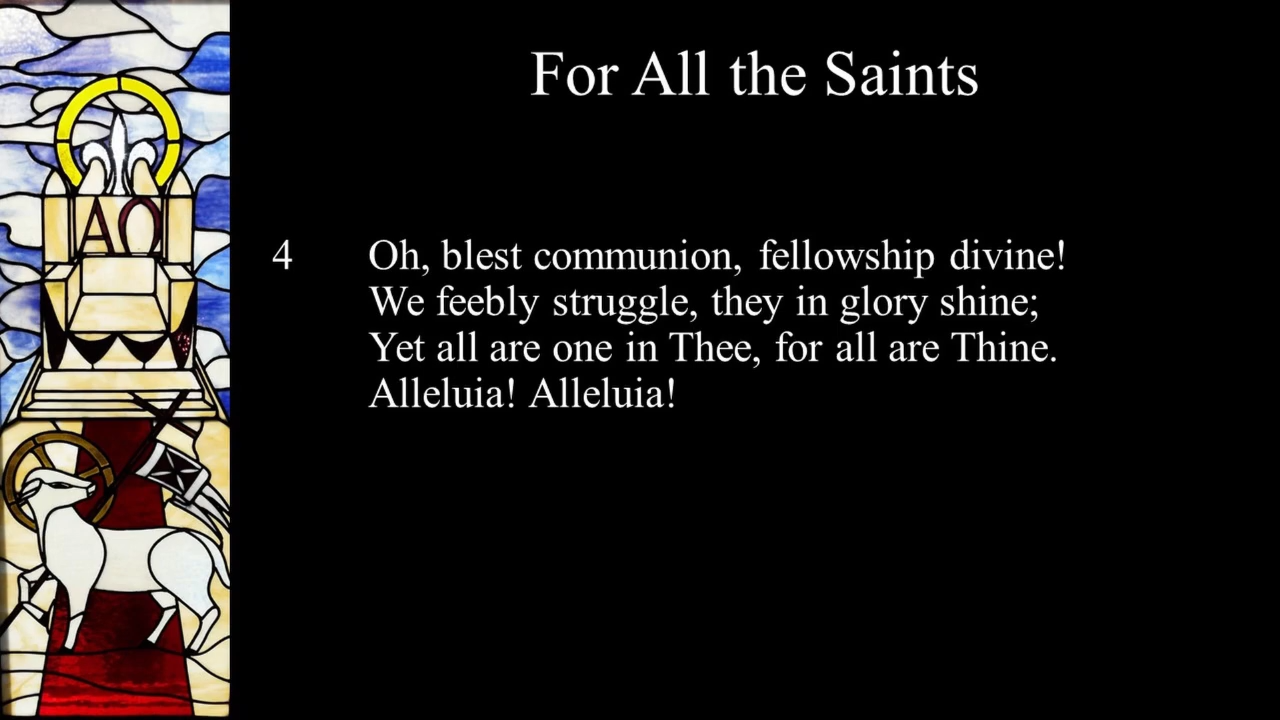 For All the Saints
ΑΩ
4 Oh, blest communion, fellowship divine!
We feebly struggle, they in glory shine;
Yet all are one in Thee, for all are Thine.
Alleluia! Alleluia!